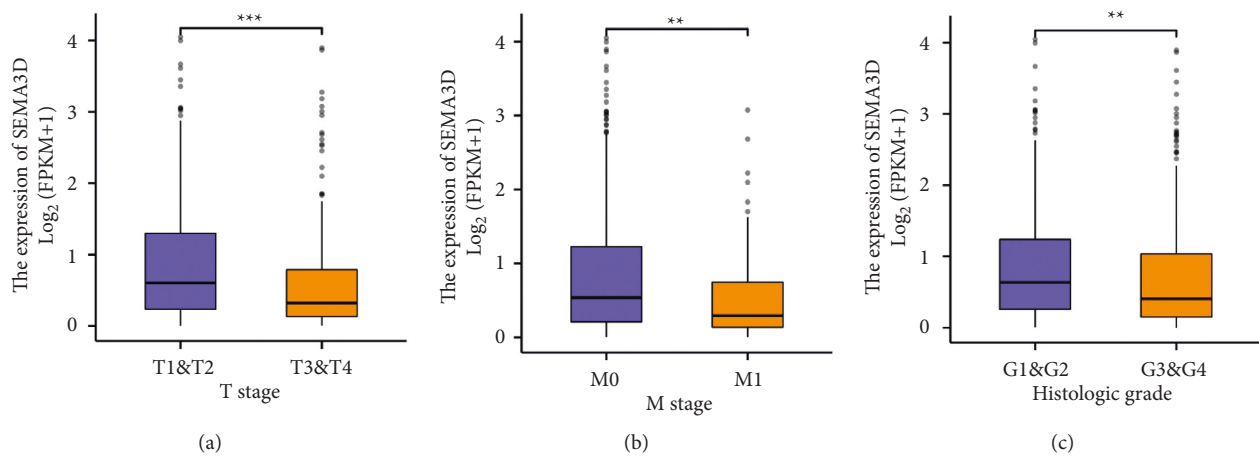 The expression of SEMA3D
Log₂ (FPKM+1)
4
3
2
1
0
***
T1&T2
T3&T4
T stage
(a)
The expression of SEMA3D
Log₂ (FPKM+1)
4
3
2
1
0
**
M0
M1
M stage
(b)
The expression of SEMA3D
Log₂ (FPKM+1)
4
3
2
1
0
**
G1&G2
G3&G4
Histologic grade
(c)